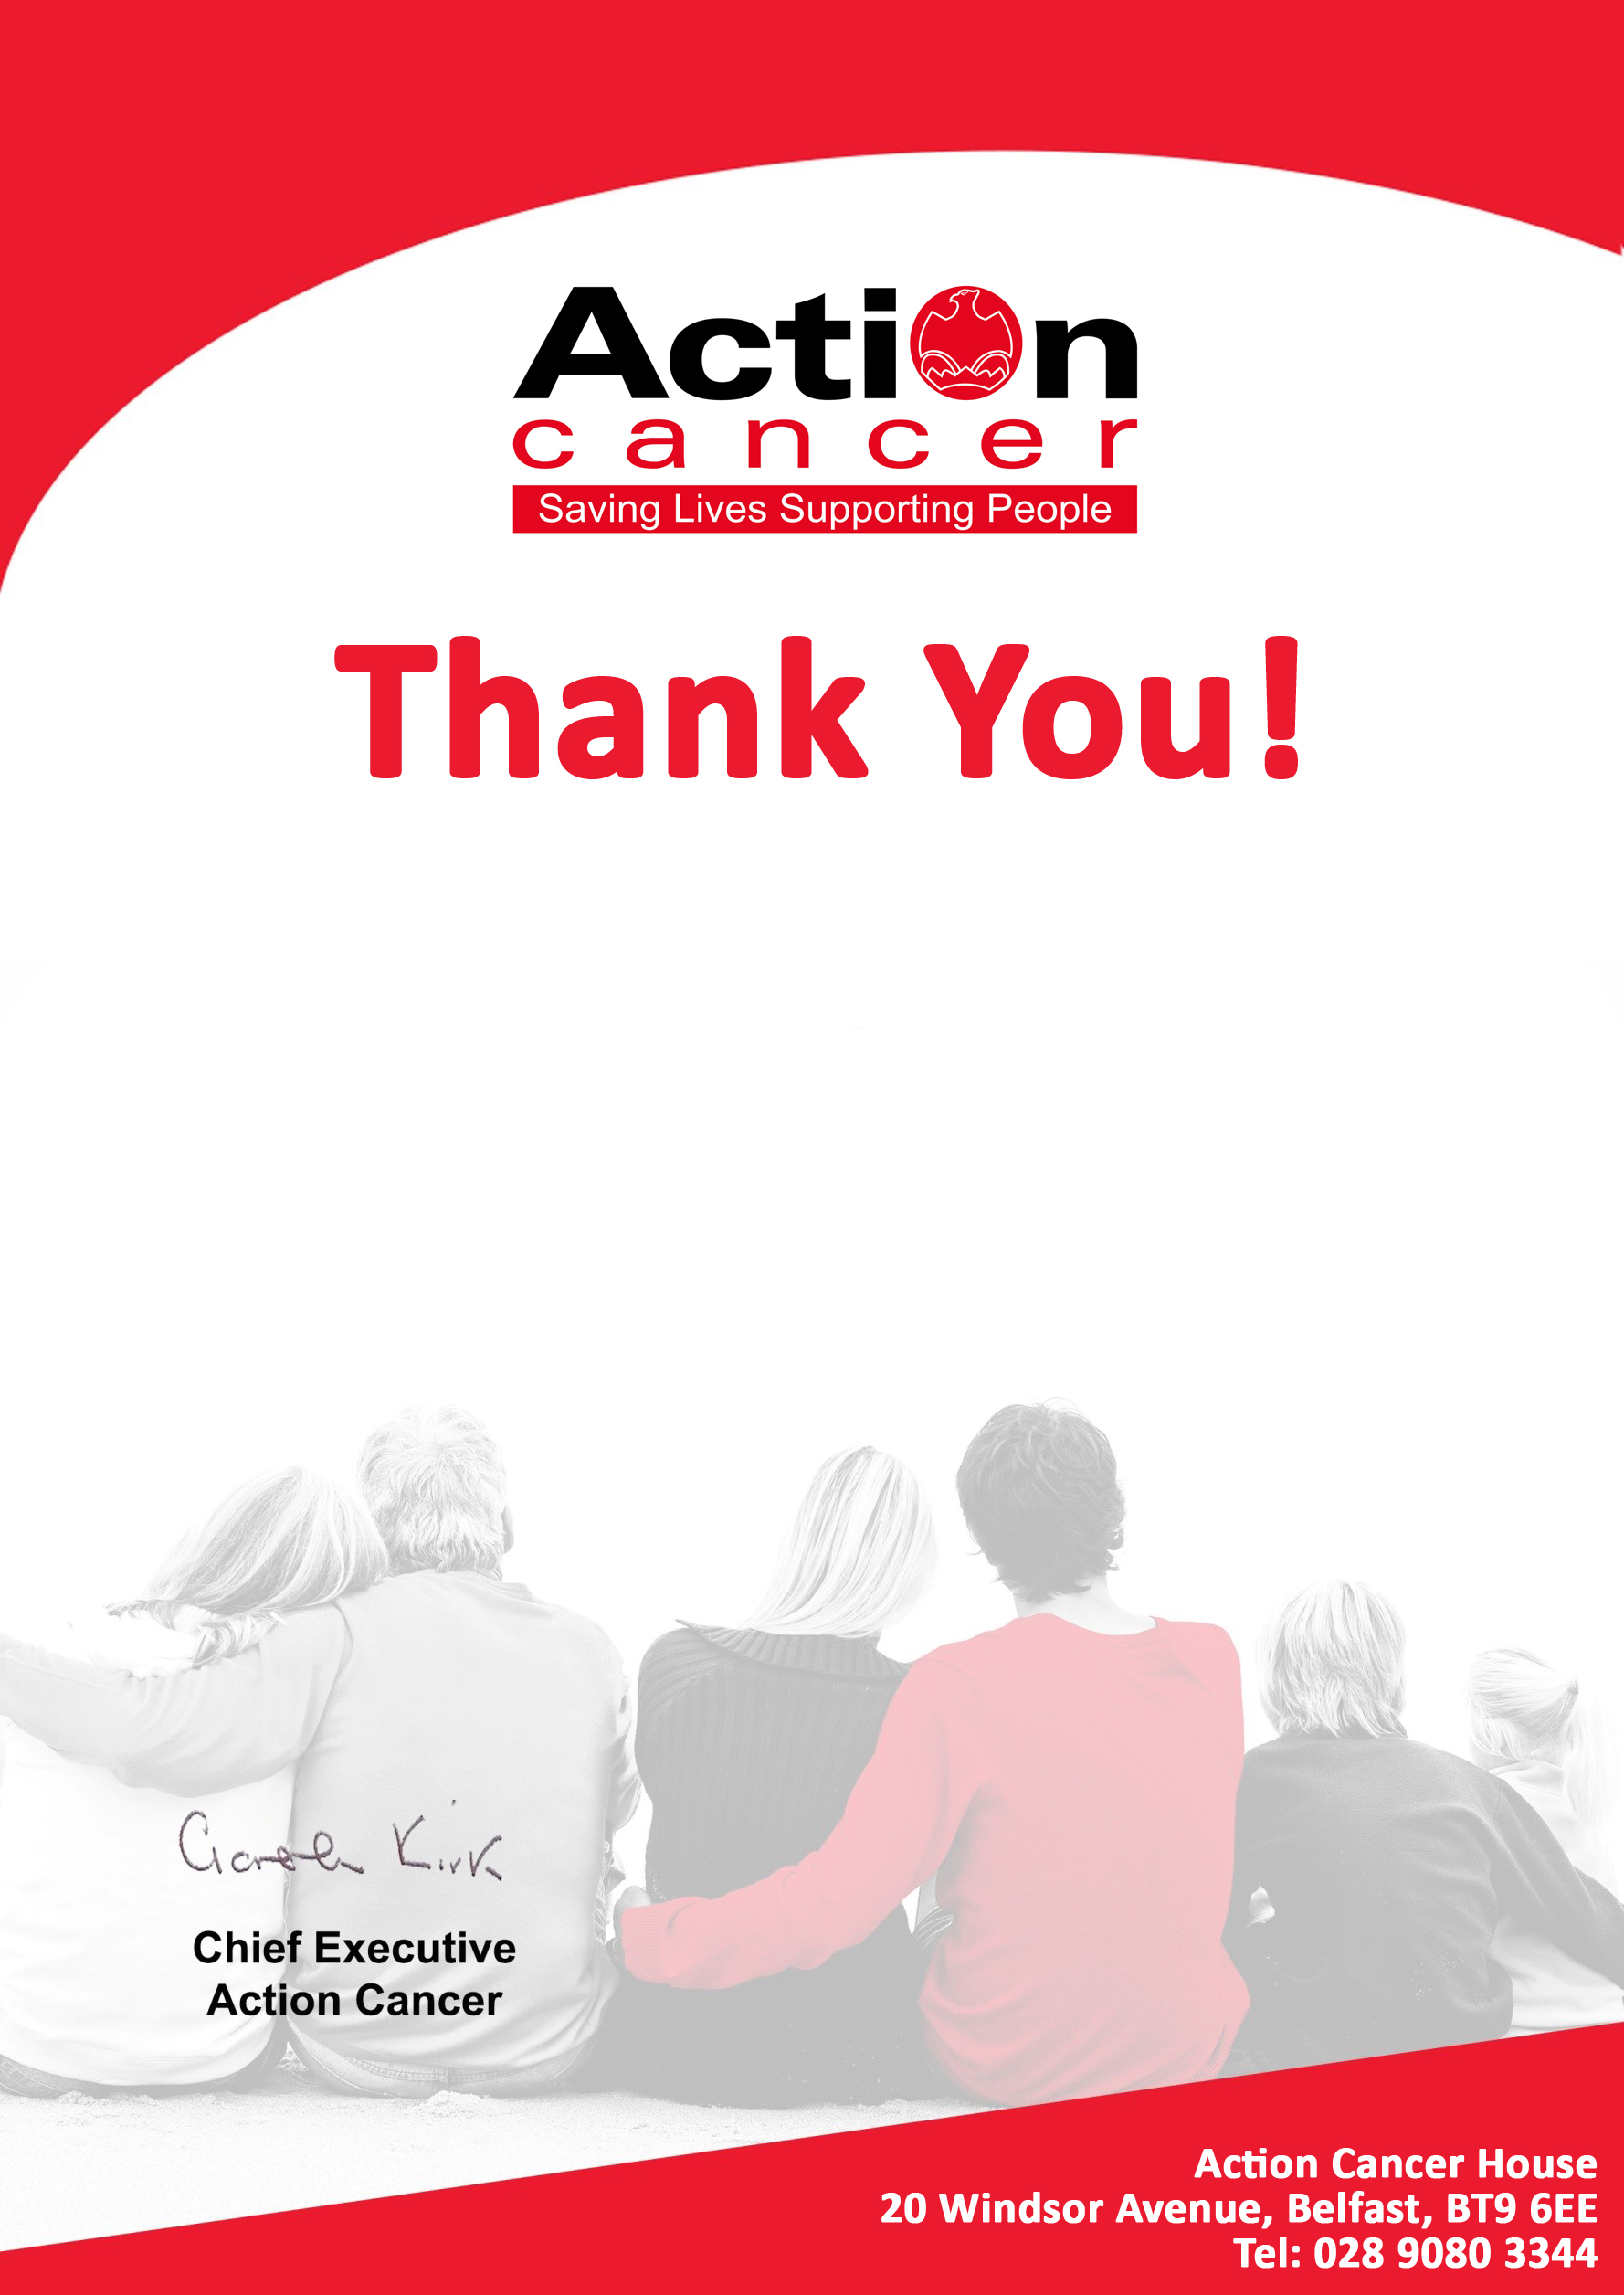 Action
cancer
Saving Lives Supporting People
Thank You!
Gareth Kirk
Chief Executive
Action Cancer
Action Cancer House
20 Windsor Avenue, Belfast, BT9 6EE
Tel: 028 9080 3344